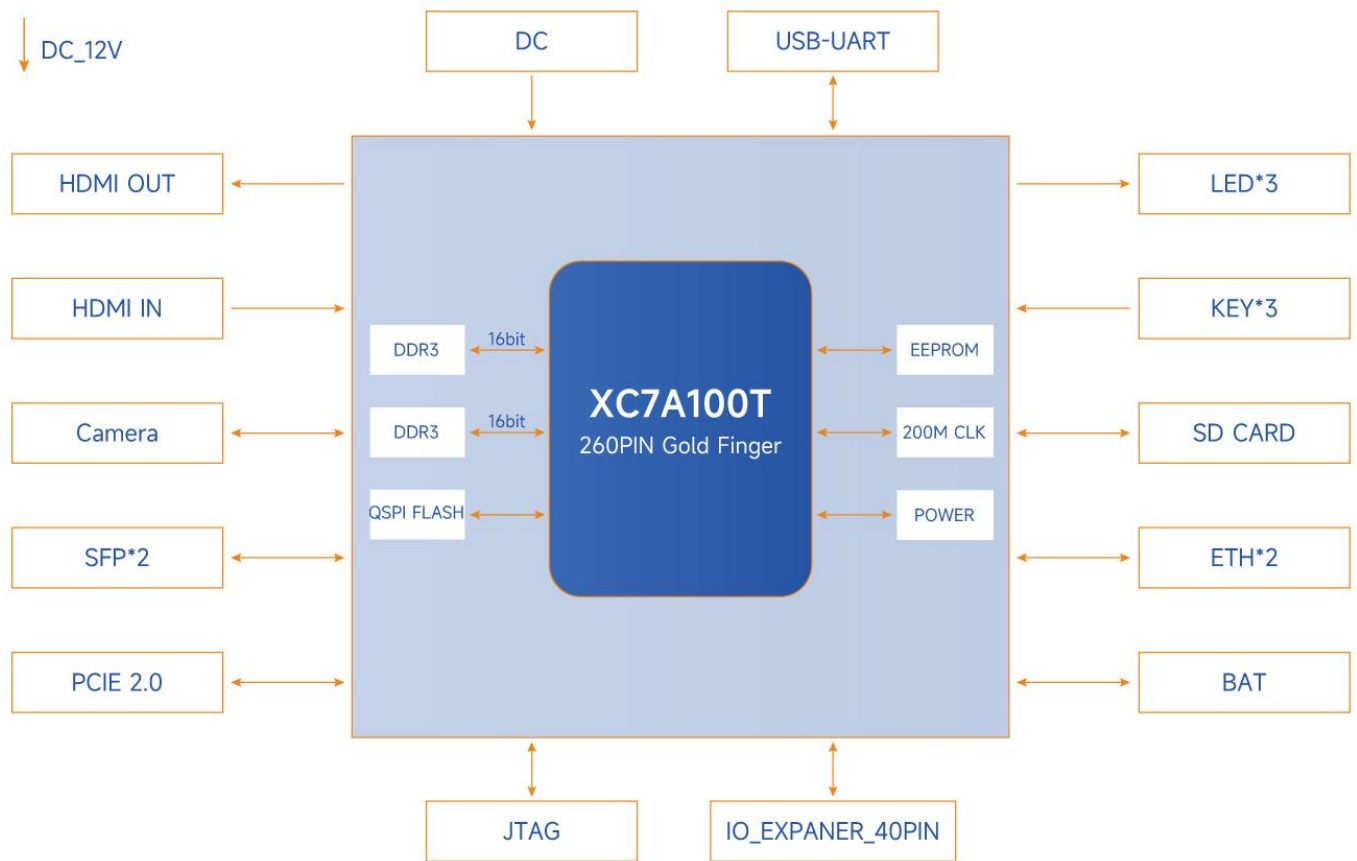 DC_12V
DC
USB-UART
HDMI OUT
LED*3
HDMI IN
KEY*3
DDR3
16bit
EEPROM
XC7A100T
260PIN Gold Finger
Camera
DDR3
16bit
200M CLK
SD CARD
QSPI FLASH
POWER
SFP*2
ETH*2
PCIE 2.0
BAT
JTAG
IO_EXPANER_40PIN